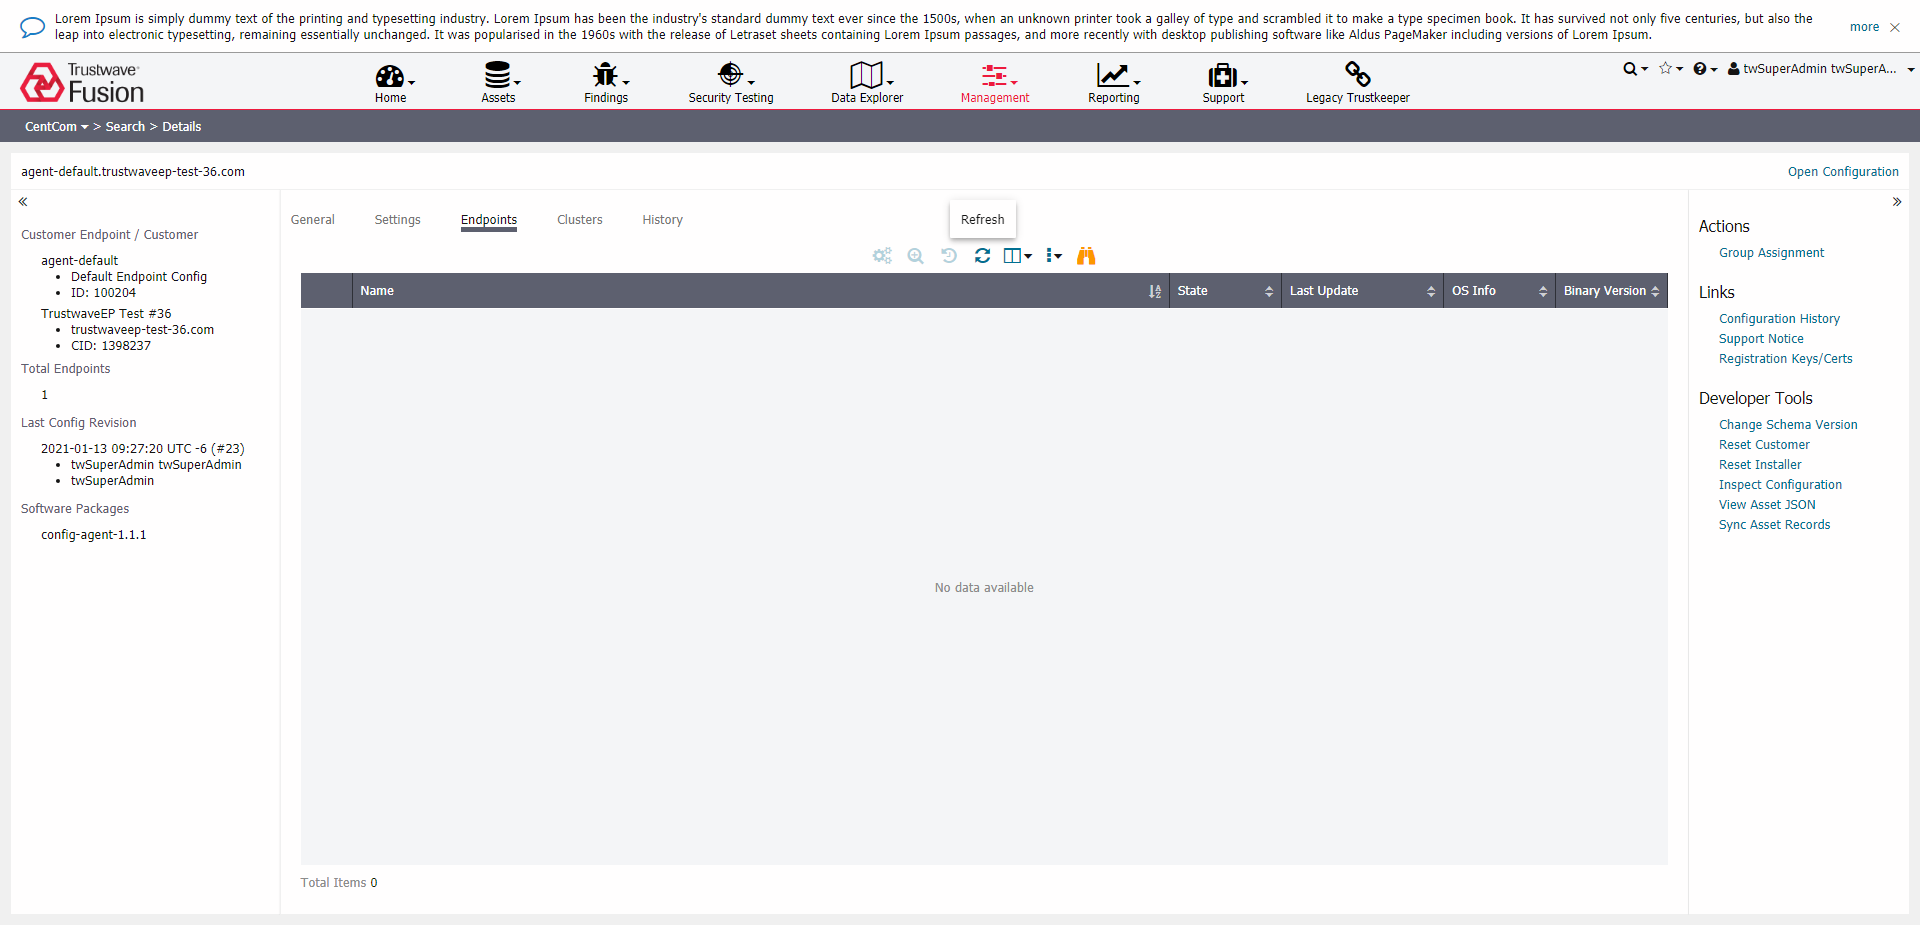 Lorem Ipsum is simply dummy text of the printing and typesetting industry. Lorem Ipsum has been the industry's standard dummy text ever since the 1500s, when an unknown printer took a galley of type and scrambled it to make a type specimen book. It has survived not only five centuries, but also the
leap into electronic typesetting, remaining essentially unchanged. It was popularised in the 1960s with the release of Letraset sheets containing Lorem Ipsum passages, and more recently with desktop publishing software like Aldus PageMaker including versions of Lorem Ipsum.
more
Trustwave
Fusion
Home
Assets
Findings
Security Testing
Data Explorer
Management
Reporting
Support
Legacy Trustkeeper
twSuperAdmin twSuperA...
CentCom > Search > Details
agent-default.trustwaveep-test-36.com
Open Configuration
Customer Endpoint / Customer
agent-default
• Default Endpoint Config
• ID: 100204
TrustwaveEP Test #36
• trustwaveep-test-36.com
• CID: 1398237
Total Endpoints
1
Last Config Revision
2021-01-13 09:27:20 UTC -6 (#23)
• twSuperAdmin twSuperAdmin
• twSuperAdmin
Software Packages
config-agent-1.1.1
General
Settings
Endpoints
Clusters
History
Refresh
Name
State
Last Update
OS Info
Binary Version
No data available
Total Items 0
Actions
Group Assignment
Links
Configuration History
Support Notice
Registration Keys/Certs
Developer Tools
Change Schema Version
Reset Customer
Reset Installer
Inspect Configuration
View Asset JSON
Sync Asset Records